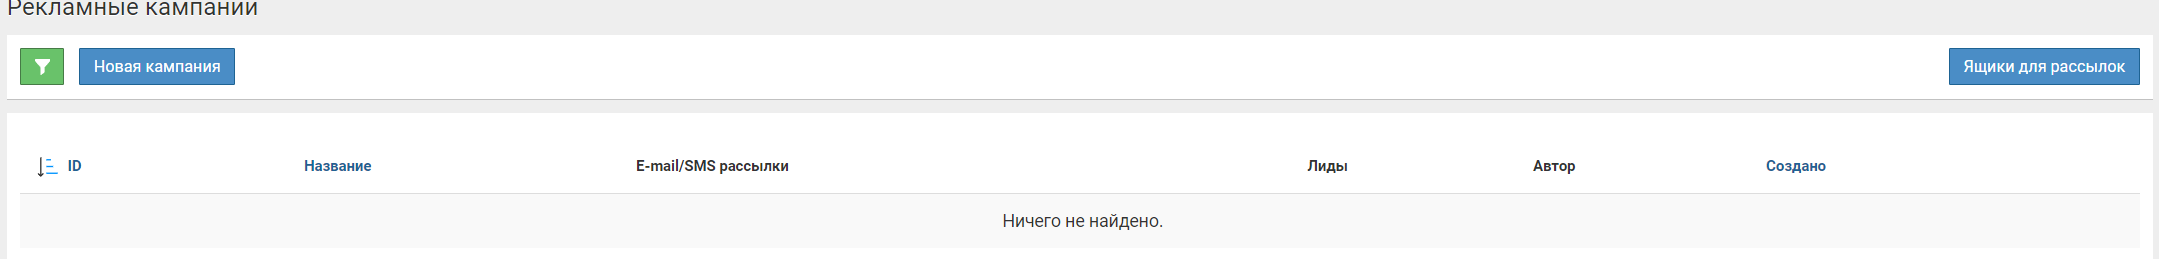 Рекламные кампании
Новая кампания
Ящики для рассылок
ID Название E-mail/SMS рассылки Лиды Автор Создано
Ничего не найдено.